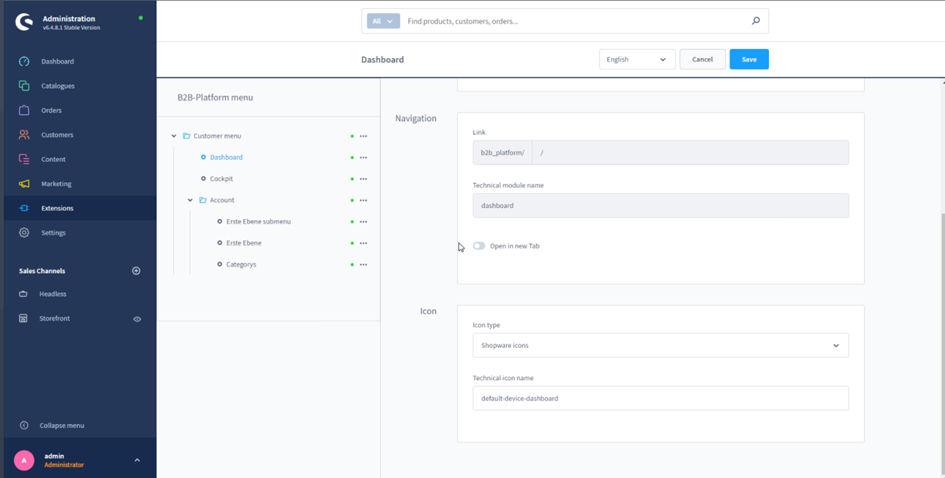 Administration
v6.4.8.1 Stable Version
Dashboard
Catalogues
Orders
Customers
Content
Marketing
Extensions
Settings
Sales Channels
Headless
Storefront
Collapse menu
A
admin
Administrator
All
Find products, customers, orders...
Dashboard
English
Cancel
Save
B2B-Platform menu
Customer menu
Dashboard
Cockpit
Account
Erste Ebene submenu
Erste Ebene
Categorys
Navigation
Link
b2b_platform/ /
Technical module name
dashboard
Open in new Tab
Icon
Icon type
Shopware icons
Technical icon name
default-device-dashboard